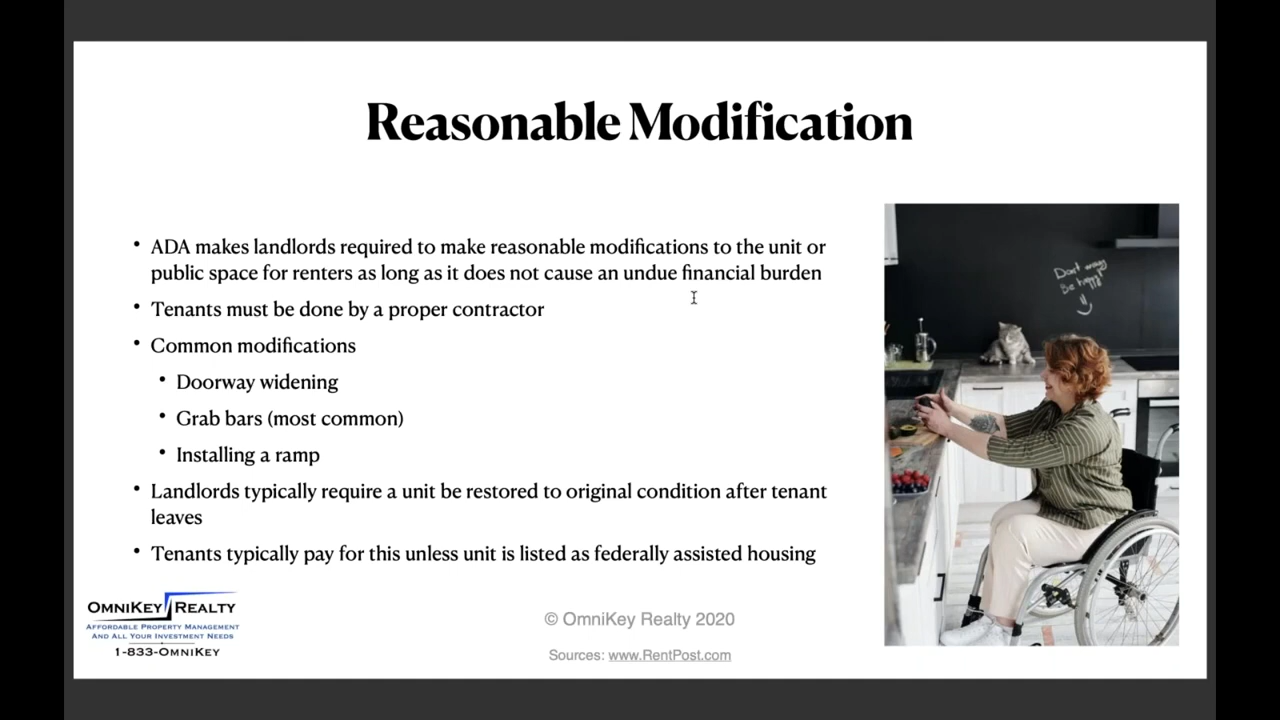 Reasonable Modification
• ADA makes landlords required to make reasonable modifications to the unit or
public space for renters as long as it does not cause an undue financial burden
• Tenants must be done by a proper contractor
• Common modifications
• Doorway widening
• Grab bars (most common)
• Installing a ramp
• Landlords typically require a unit be restored to original condition after tenant
leaves
• Tenants typically pay for this unless unit is listed as federally assisted housing
Don't worry
Be happy
OMNIKEY REALTY
AFFORDABLE PROPERTY MANAGEMENT
AND ALL YOUR INVESTMENT NEEDS
1-833-OMNIKEY
© OmniKey Realty 2020
Sources: www.RentPost.com